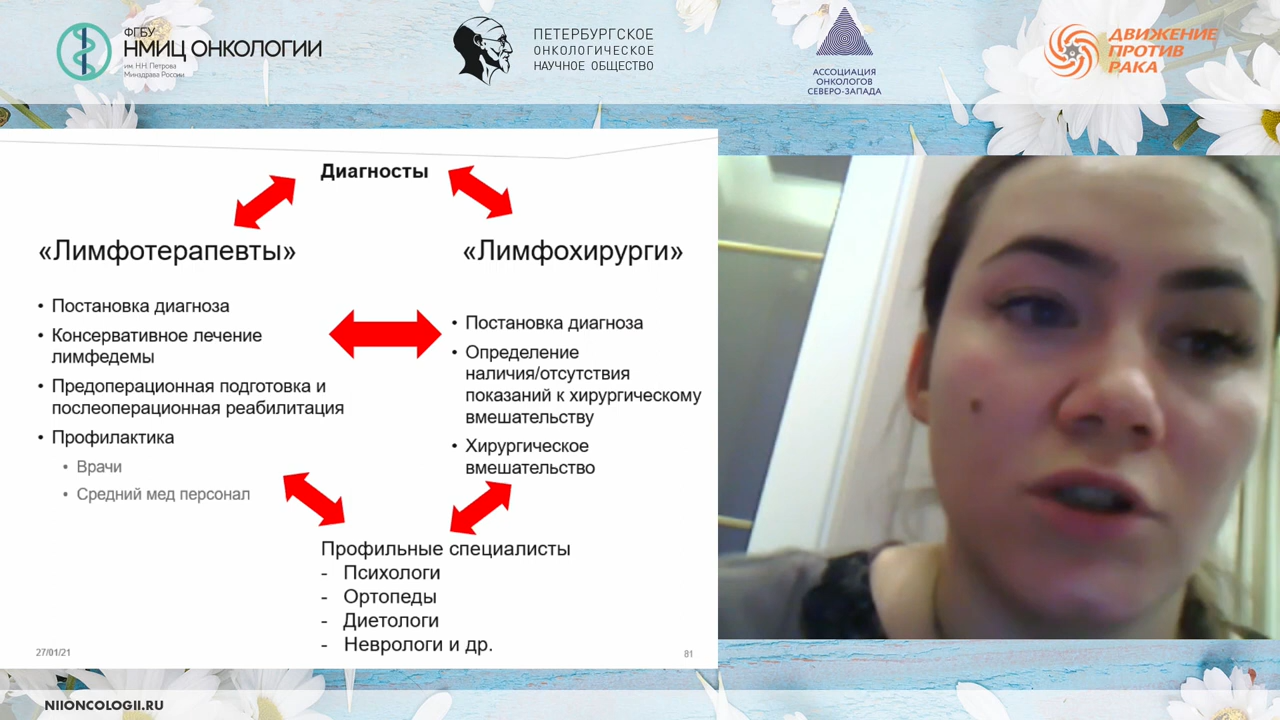 ФГБУ
НМИЦ ОНКОЛОГИИ
им. Н.Н. Петрова
Минздрава России
ПЕТЕРБУРГСКОЕ
ОНКОЛОГИЧЕСКОЕ
НАУЧНОЕ ОБЩЕСТВО
АССОЦИАЦИЯ
ОНКОЛОГОВ
СЕВЕРО-ЗАПАДА
ДВИЖЕНИЕ
ПРОТИВ
РАКА
Диагносты
«Лимфотерапевты»
• Постановка диагноза
• Консервативное лечение
лимфедемы
• Предоперационная подготовка и
послеоперационная реабилитация
• Профилактика
• Врачи
• Средний мед персонал
«Лимфохирурги»
• Постановка диагноза
• Определение
наличия/отсутствия
показаний к хирургическому
вмешательству
• Хирургическое
вмешательство
Профильные специалисты
- Психологи
- Ортопеды
- Диетологи
- Неврологи и др.
27/01/21
81
NIIONCOLOGII.RU